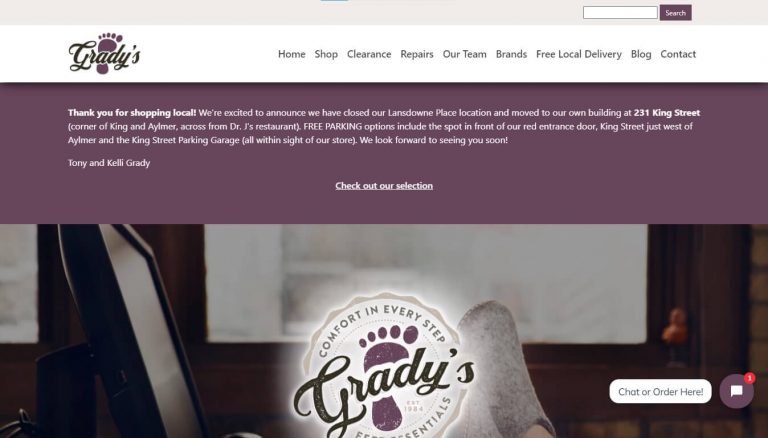 Search
Grady's
Home Shop Clearance Repairs Our Team Brands Free Local Delivery Blog Contact
Thank you for shopping local! We're excited to announce we have closed our Lansdowne Place location and moved to our own building at 231 King Street
(corner of King and Aylmer, across from Dr. J's restaurant). FREE PARKING options include the spot in front of our red entrance door, King Street just west of
Aylmer and the King Street Parking Garage (all within sight of our store). We look forward to seeing you soon!
Tony and Kelli Grady
Check out our selection
COMFORT IN EVERY STEP
Grady's
EST
1984
FEET ESSENTIALS
Chat or Order Here!
1